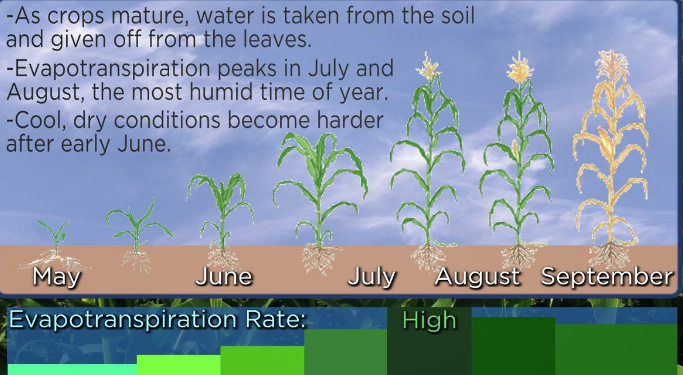 -As crops mature, water is taken from the soil
and given off from the leaves.
-Evapotranspiration peaks in July and
August, the most humid time of year.
-Cool, dry conditions become harder
after early June.
May June July August September
Evapotranspiration Rate: High